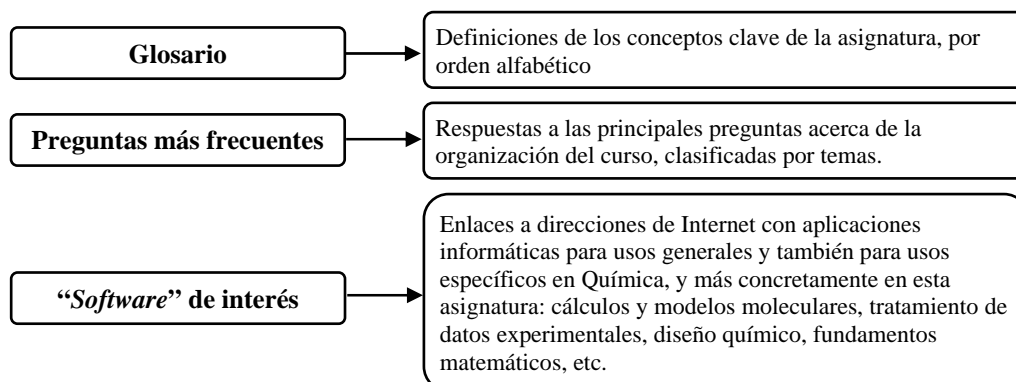 Glosario
Definiciones de los conceptos clave de la asignatura, por
orden alfabético
Preguntas más frecuentes
Respuestas a las principales preguntas acerca de la
organización del curso, clasificadas por temas.
“Software” de interés
Enlaces a direcciones de Internet con aplicaciones
informáticas para usos generales y también para usos
específicos en Química, y más concretamente en esta
asignatura: cálculos y modelos moleculares, tratamiento de
datos experimentales, diseño químico, fundamentos
matemáticos, etc.